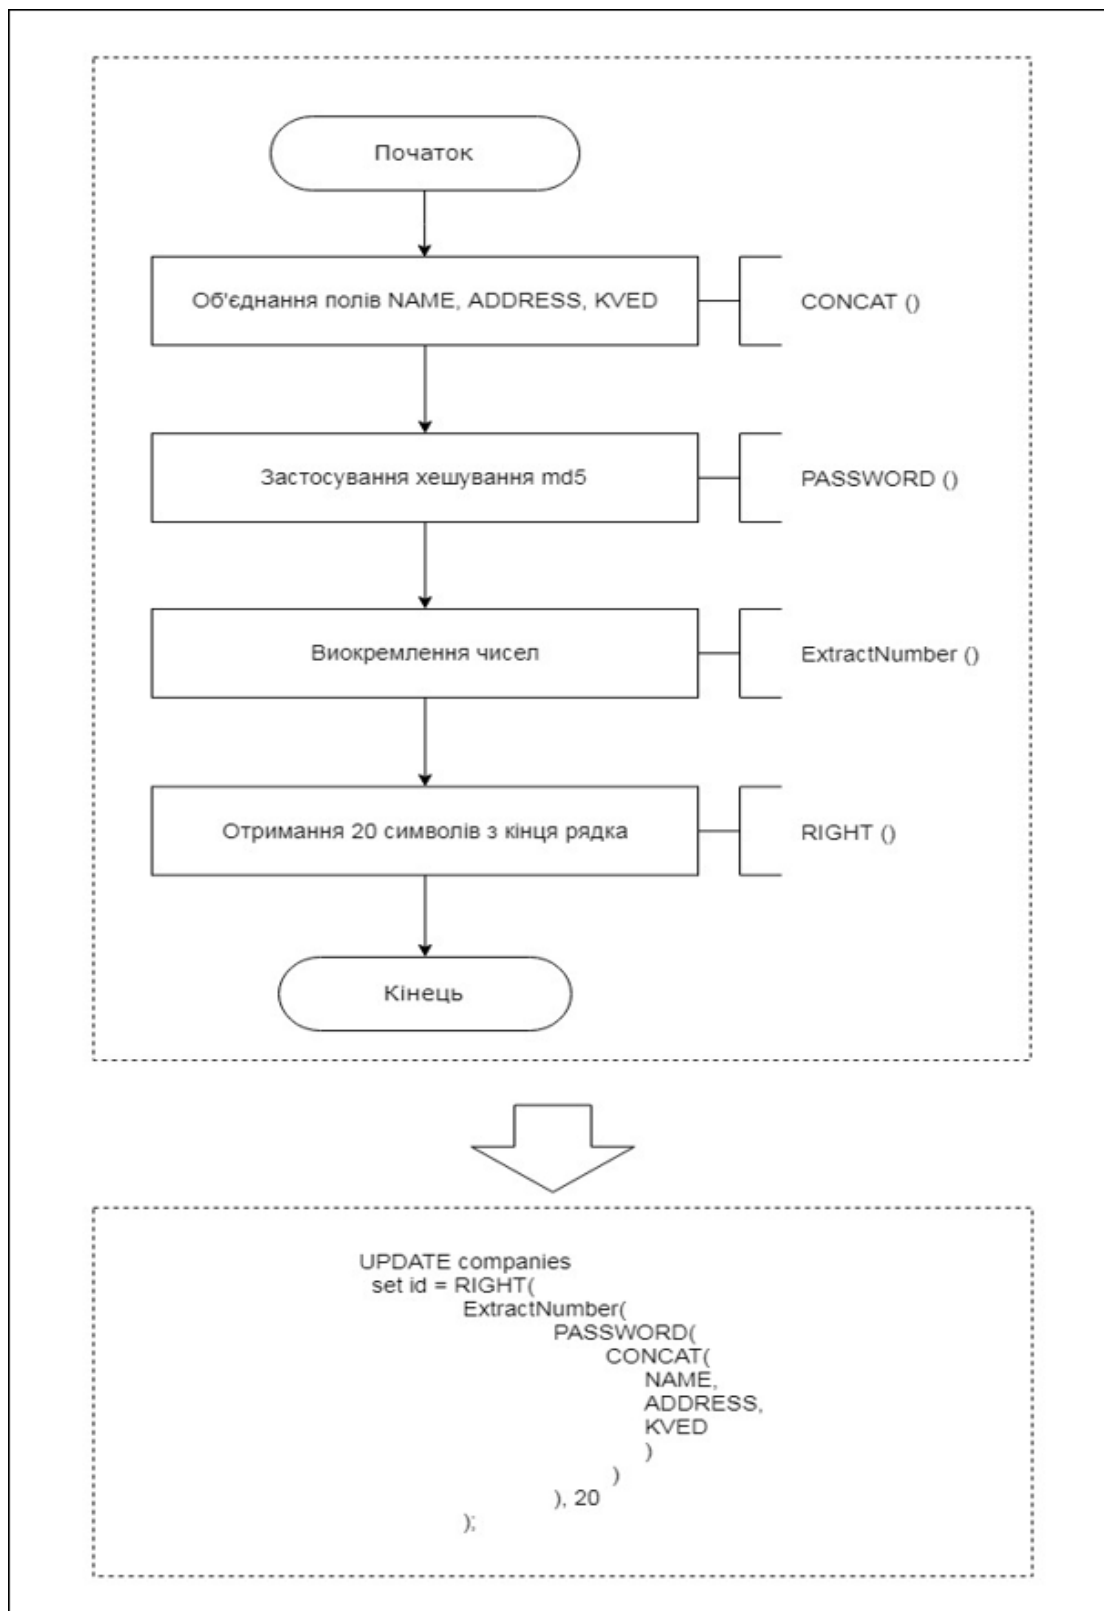 Початок
Об'єднання полів NAME, ADDRESS, KVED
CONCAT ()
Застосування хешування md5
PASSWORD ()
Виокремлення чисел
ExtractNumber ()
Отримання 20 символів з кінця рядка
RIGHT ()
Кінець
UPDATE companies
set id = RIGHT(
ExtractNumber(
PASSWORD(
CONCAT(
NAME,
ADDRESS,
KVED
)
)
), 20
);